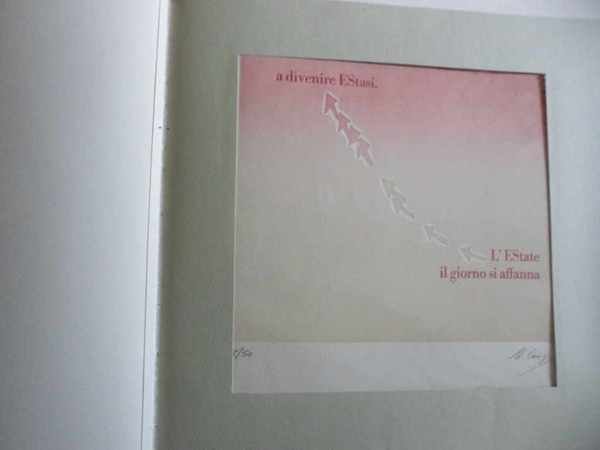 a divenire EStasi.
L' EState
il giorno si affanna